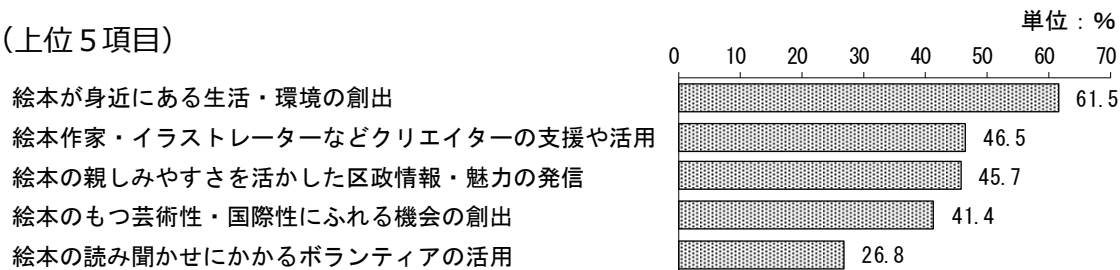 単位：％
（上位５項目）
0 10 20 30 40 50 60 70
絵本が身近にある生活・環境の創出 61.5
絵本作家・イラストレーターなどクリエイターの支援や活用 46.5
絵本の親しみやすさを活かした区政情報・魅力の発信 45.7
絵本のもつ芸術性・国際性にふれる機会の創出 41.4
絵本の読み聞かせにかかるボランティアの活用 26.8